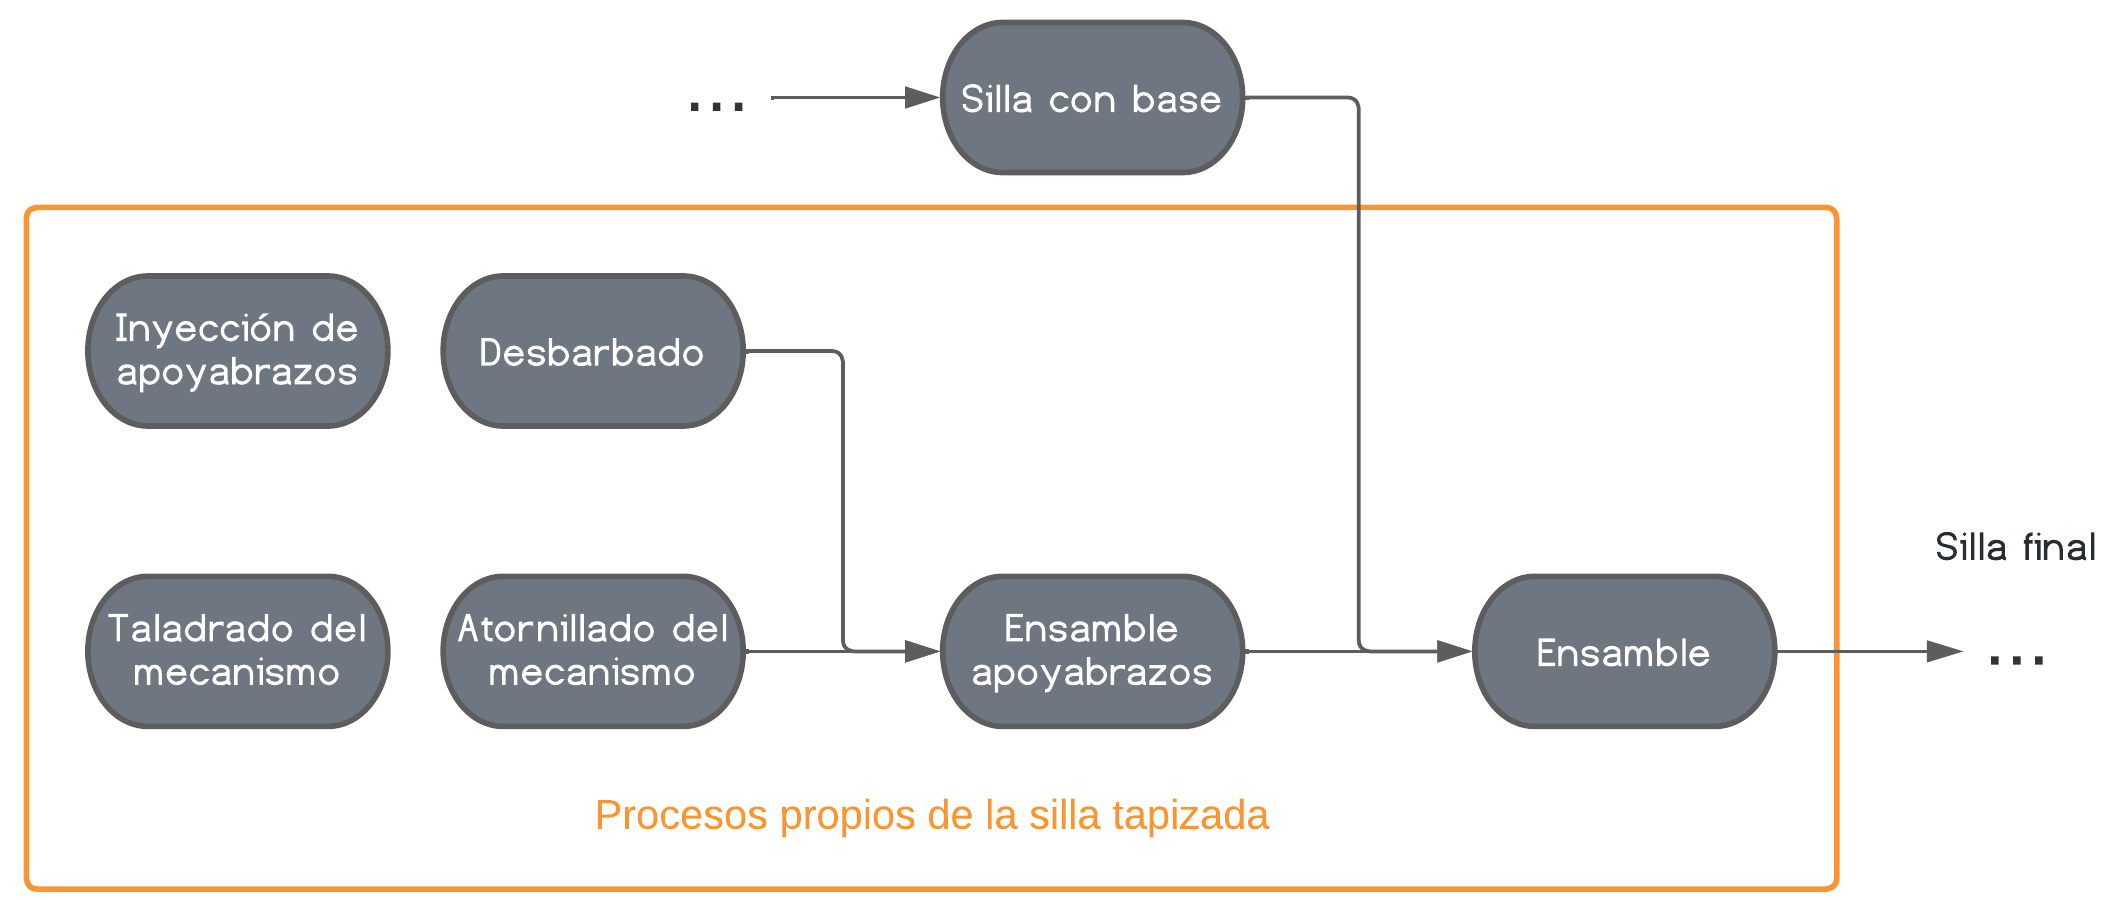 ...
Silla con base
Inyección de
apoyabrazos
Desbarbado
Silla final
Taladrado del
mecanismo
Atornillado del
mecanismo
Ensamble
apoyabrazos
Ensamble
...
Procesos propios de la silla tapizada